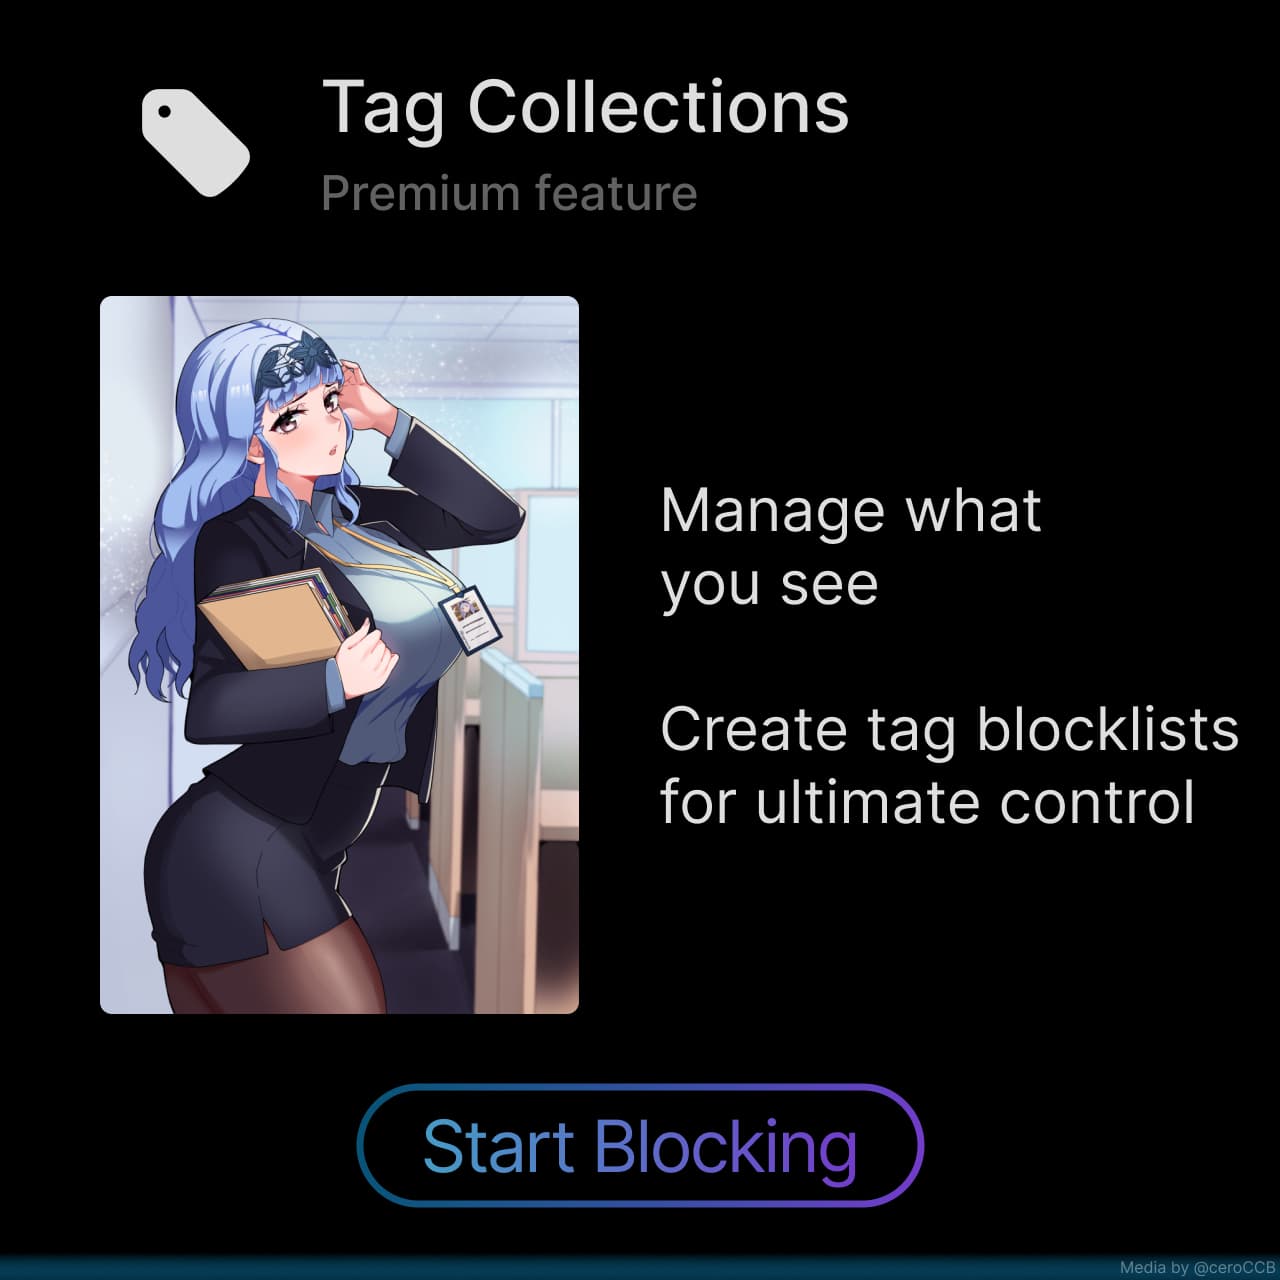 Tag Collections
Premium feature
Manage what
you see
Create tag blocklists
for ultimate control
Start Blocking
Media by @ceroCCB